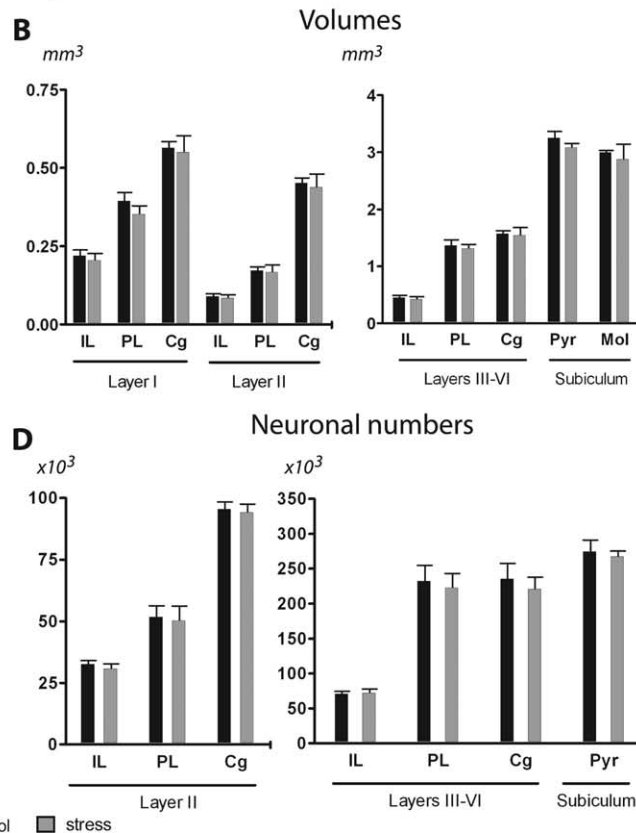 B
Volumes
mm3
mm3
0.75
0.50
0.25
0.00
4
3
2
1
0
IL PL Cg IL PL Cg
IL PL Cg Pyr Mol
Layer I Layer II
Layers III-VI Subiculum
D
Neuronal numbers
x103
x103
100
75
50
25
0
350
300
250
200
150
100
50
0
IL PL Cg
IL PL Cg Pyr
Layer II
Layers III-VI Subiculum
ol stress